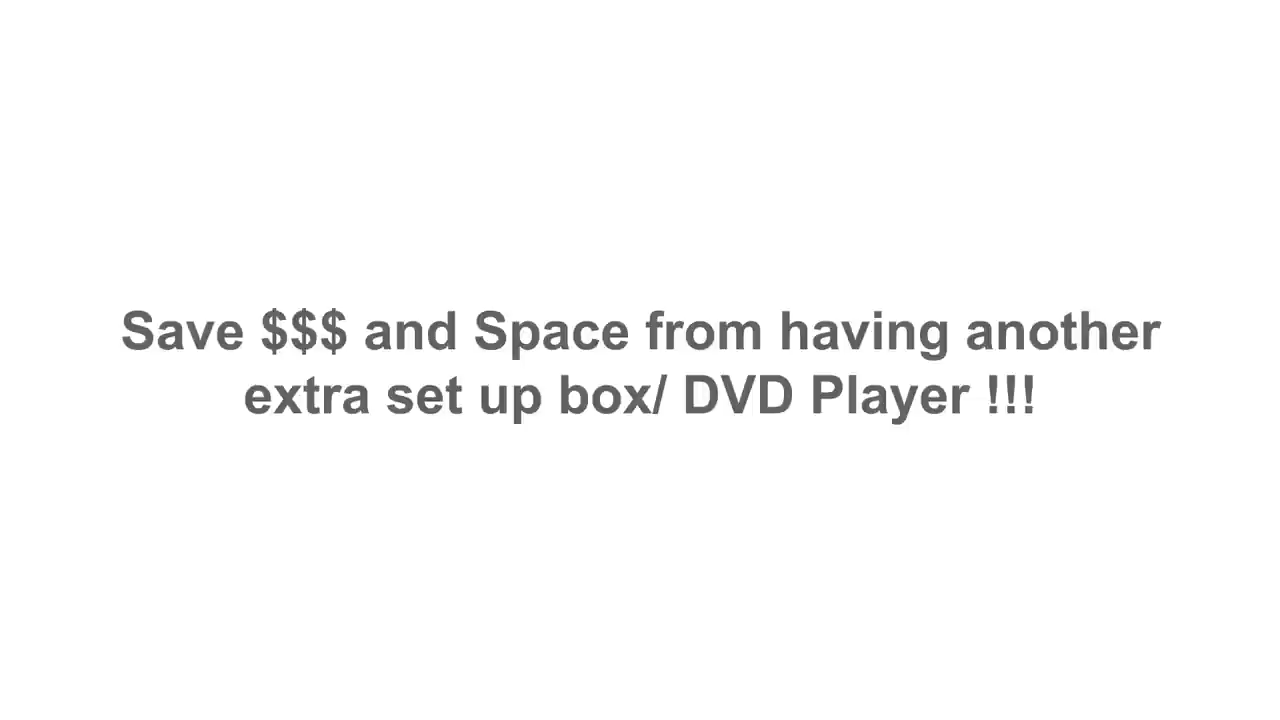 Save $$$ and Space from having another
extra set up box/ DVD Player !!!